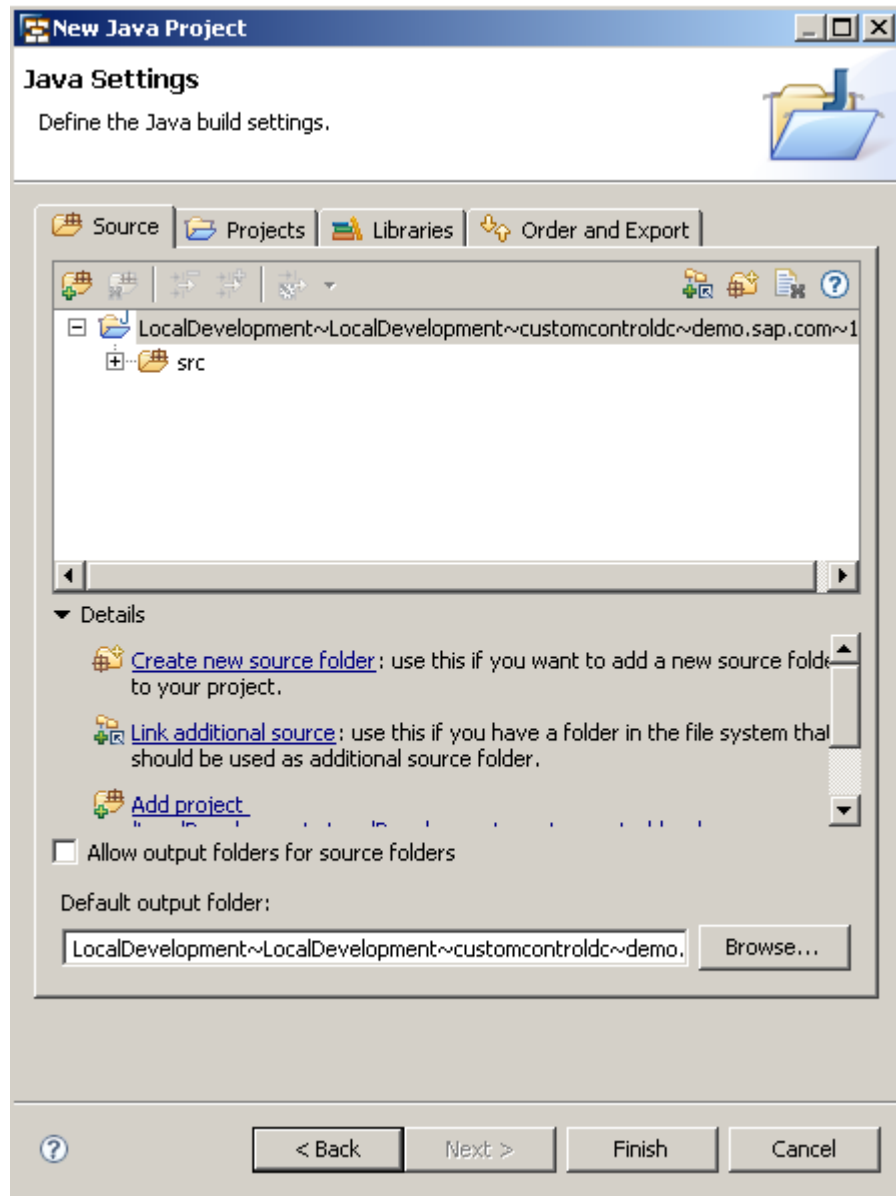 New Java Project
Java Settings
Define the Java build settings.
Source
Projects
Libraries
Order and Export
LocalDevelopment~LocalDevelopment~customcontroldc~demo.sap.com~1
src
Details
Create new source folder: use this if you want to add a new source folde
to your project.
Link additional source: use this if you have a folder in the file system that
should be used as additional source folder.
Add project
Allow output folders for source folders
Default output folder:
LocalDevelopment~LocalDevelopment~customcontroldc~demo.
Browse...
< Back
Next >
Finish
Cancel